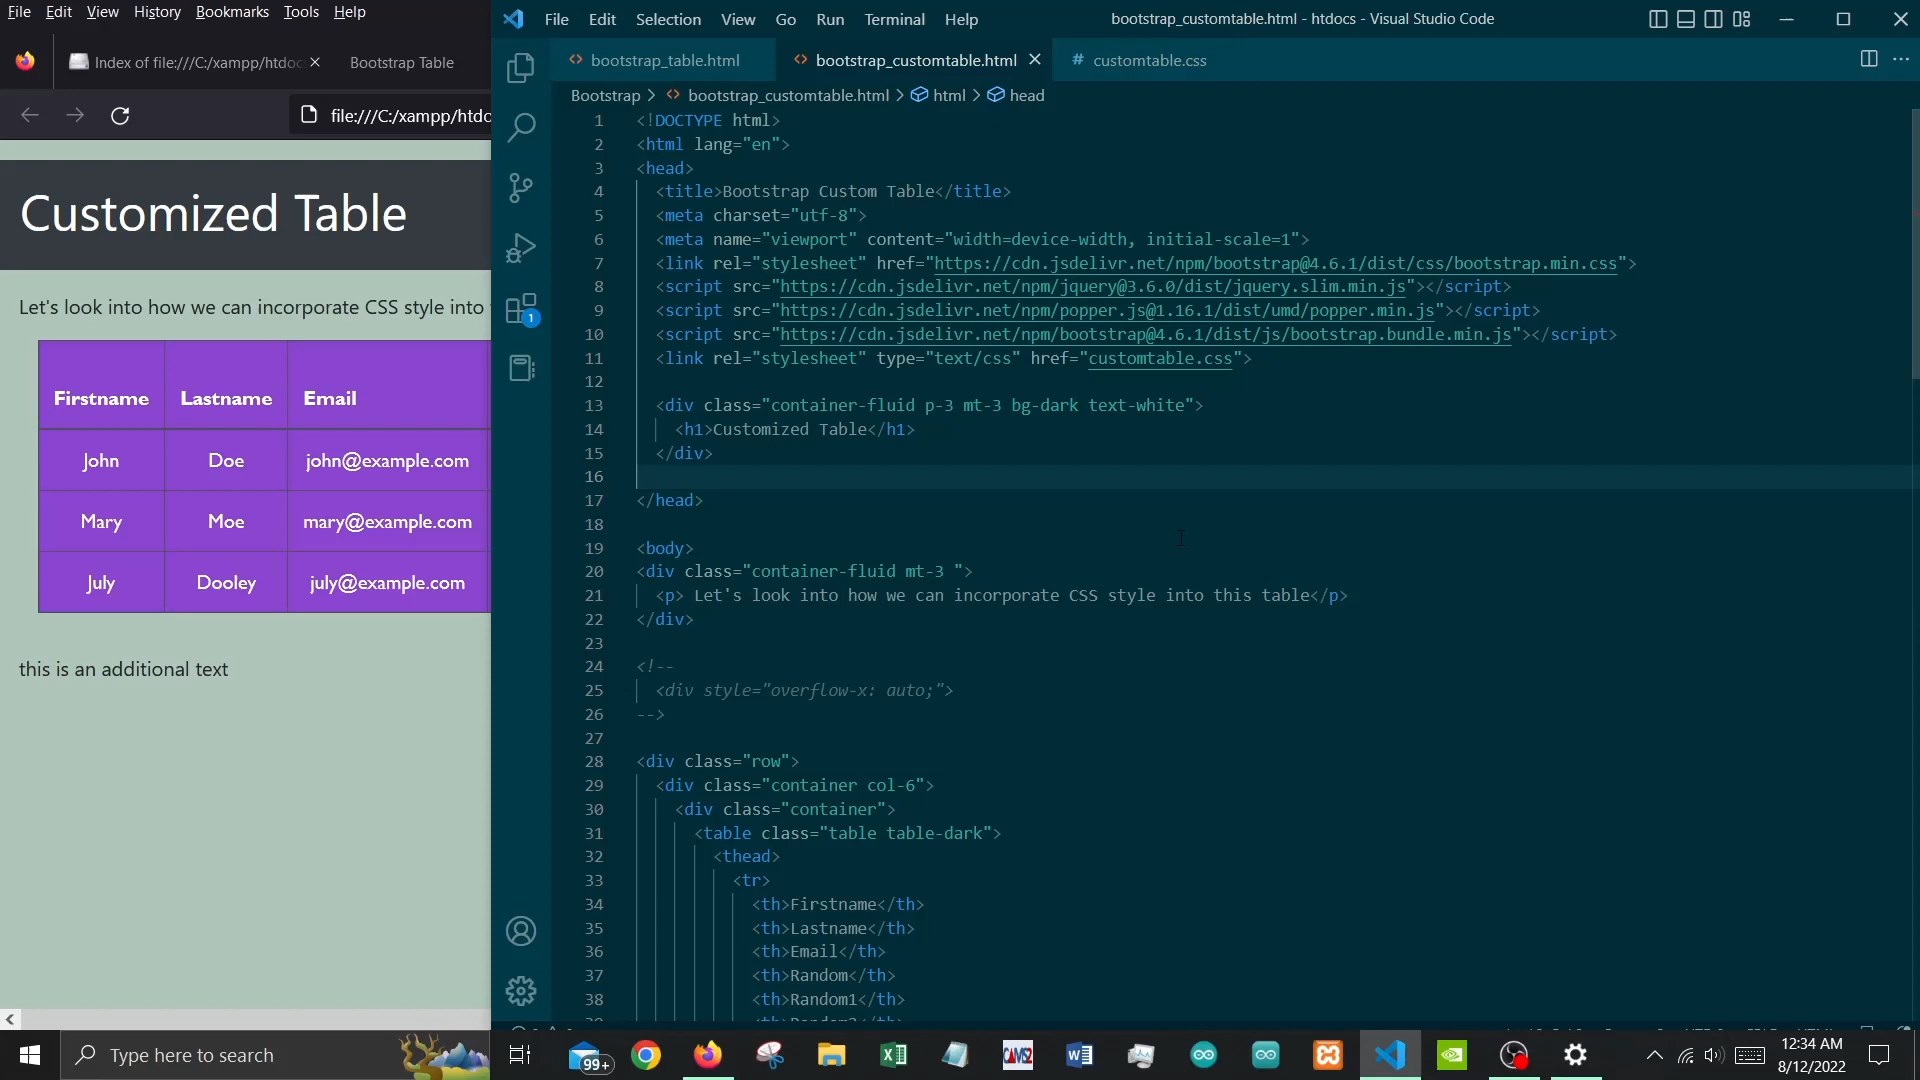 File Edit View History Bookmarks Tools Help
Index of file:///C:/xampp/htdoc
Bootstrap Table
file:///C:/xampp/htdo
Customized Table
Let's look into how we can incorporate CSS style into
Firstname Lastname Email
John Doe john@example.com
Mary Moe mary@example.com
July Dooley july@example.com
this is an additional text
File Edit Selection View Go Run Terminal Help
bootstrap_customtable.html - htdocs - Visual Studio Code
bootstrap_table.html
bootstrap_customtable.html
# customtable.css
Bootstrap > bootstrap_customtable.html > html > head
1 <!DOCTYPE html>
2 <html lang="en">
3 <head>
4 <title>Bootstrap Custom Table</title>
5 <meta charset="utf-8">
6 <meta name="viewport" content="width=device-width, initial-scale=1">
7 <link rel="stylesheet" href="https://cdn.jsdelivr.net/npm/bootstrap@4.6.1/dist/css/bootstrap.min.css">
8 <script src="https://cdn.jsdelivr.net/npm/jquery@3.6.0/dist/jquery.slim.min.js"></script>
9 <script src="https://cdn.jsdelivr.net/npm/popper.js@1.16.1/dist/umd/popper.min.js"></script>
10 <script src="https://cdn.jsdelivr.net/npm/bootstrap@4.6.1/dist/js/bootstrap.bundle.min.js"></script>
11 <link rel="stylesheet" type="text/css" href="customtable.css">
12
13 <div class="container-fluid p-3 mt-3 bg-dark text-white">
14 <h1>Customized Table</h1>
15 </div>
16
17 </head>
18
19 <body>
20 <div class="container-fluid mt-3 ">
21 <p> Let's look into how we can incorporate CSS style into this table</p>
22 </div>
23
24 <!--
25 <div style="overflow-x: auto;">
26 -->
27
28 <div class="row">
29 <div class="container col-6">
30 <div class="container">
31 <table class="table table-dark">
32 <thead>
33 <tr>
34 <th>Firstname</th>
35 <th>Lastname</th>
36 <th>Email</th>
37 <th>Random</th>
38 <th>Random1</th>
1
Type here to search
99+
CAMS2
12:34 AM
8/12/2022